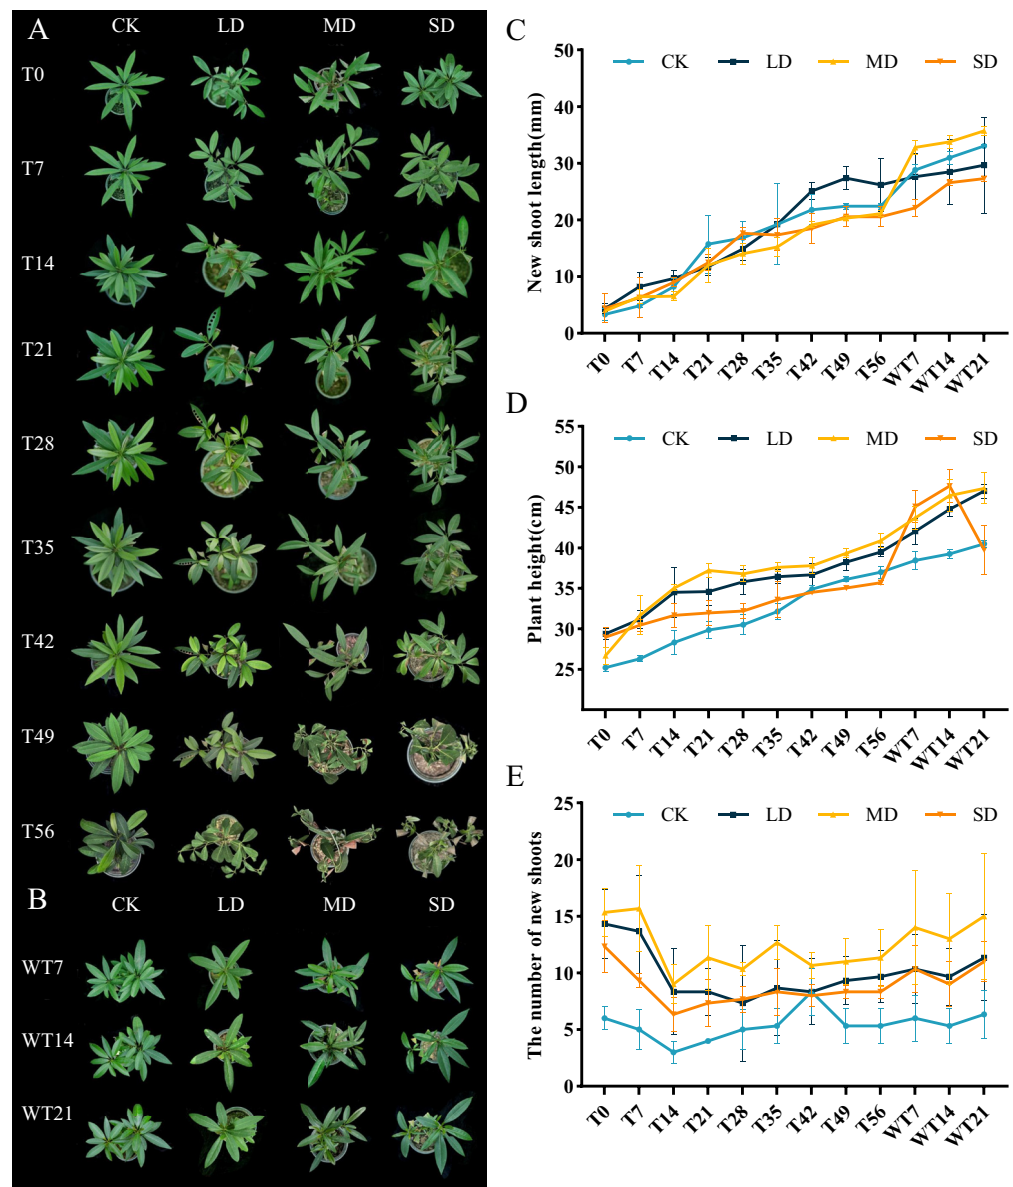 A
CK LD MD SD
T0
T7
T14
T21
T28
T35
T42
T49
T56
B
CK LD MD SD
WT7
WT14
WT21
C
New shoot length(mm)
50
40
30
20
10
0
CK LD MD SD
T0 T7 T14 T21 T28 T35 T42 T49 T56 WT7 WT14 WT21
D
Plant height(cm)
55
50
45
40
35
30
25
CK LD MD SD
T0 T7 T14 T21 T28 T35 T42 T49 T56 WT7 WT14 WT21
E
The number of new shoots
25
20
15
10
5
0
CK LD MD SD
T0 T7 T14 T21 T28 T35 T42 T49 T56 WT7 WT14 WT21